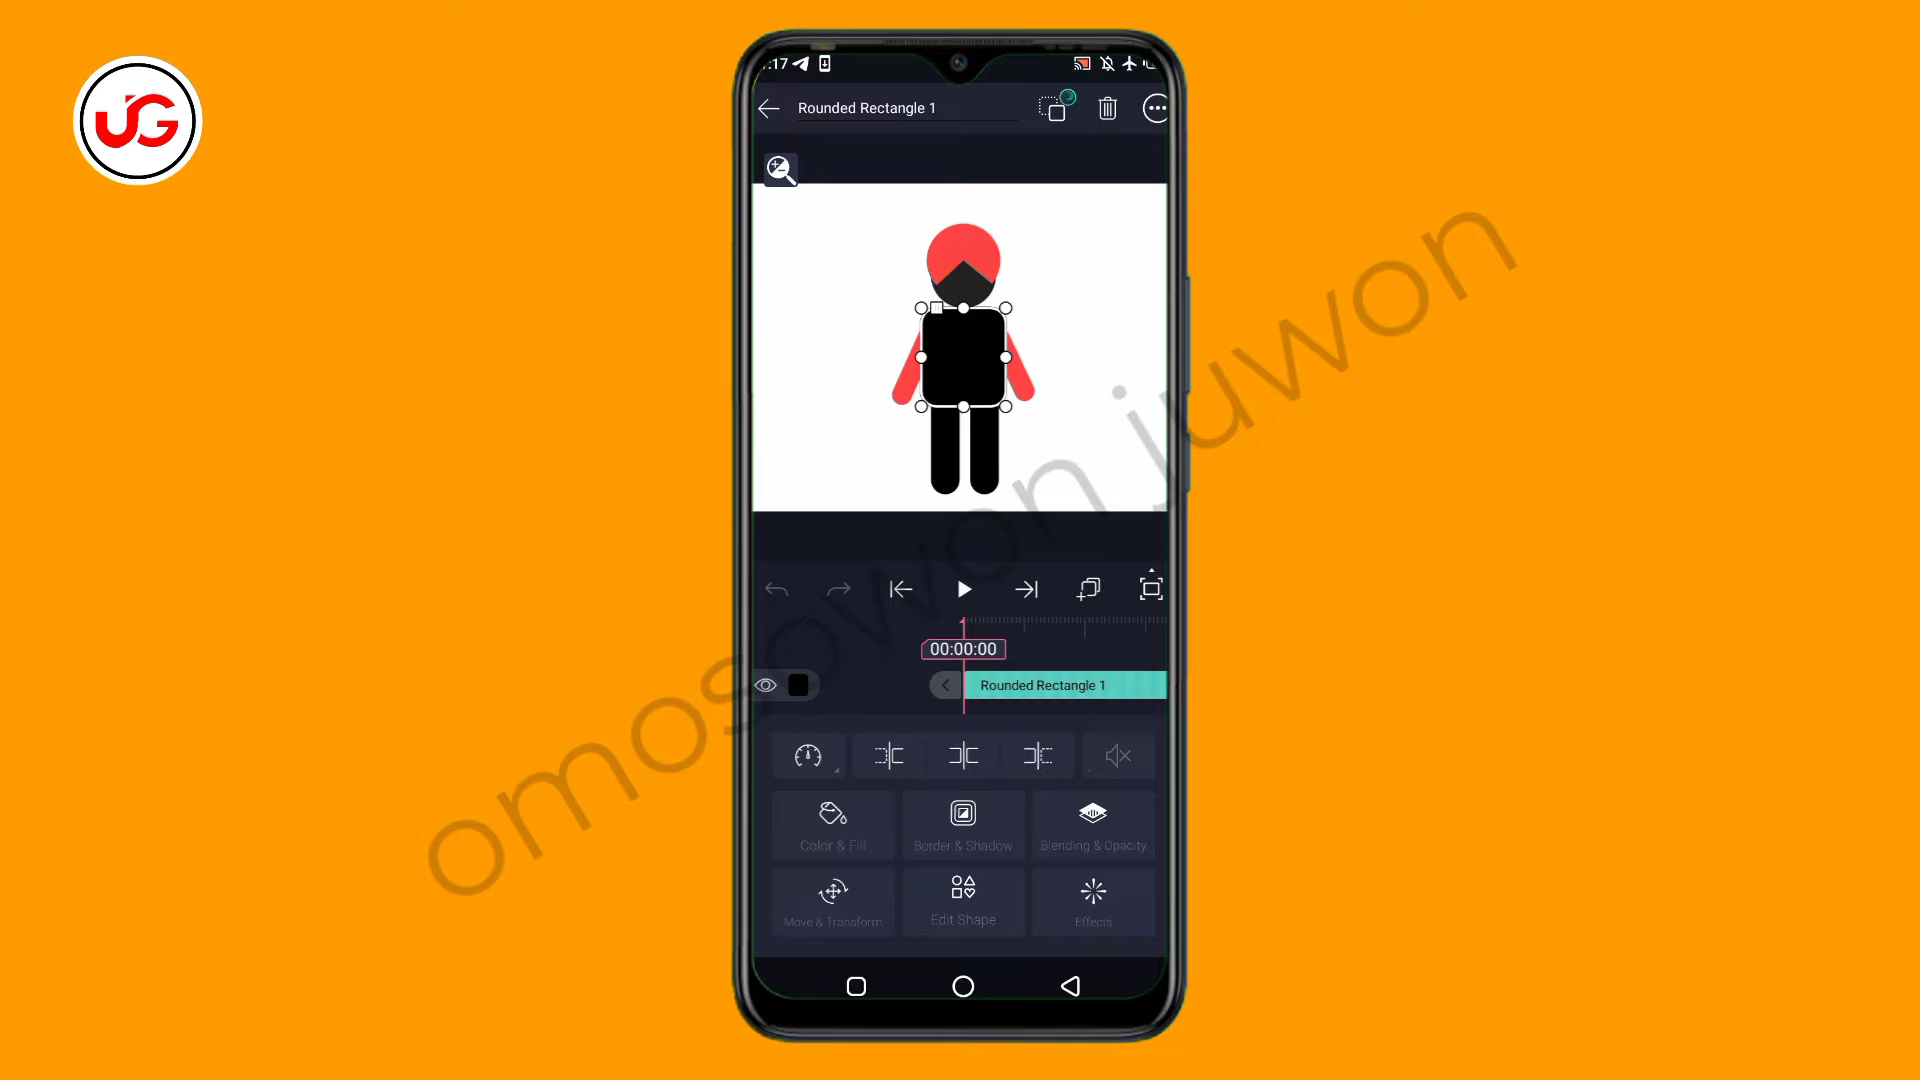 UG
:17
Rounded Rectangle 1
00:00:00
Rounded Rectangle 1
Color & Fill
Border & Shadow
Blending & Opacity
Move & Transform
Edit Shape
Effects
omosowon juwon